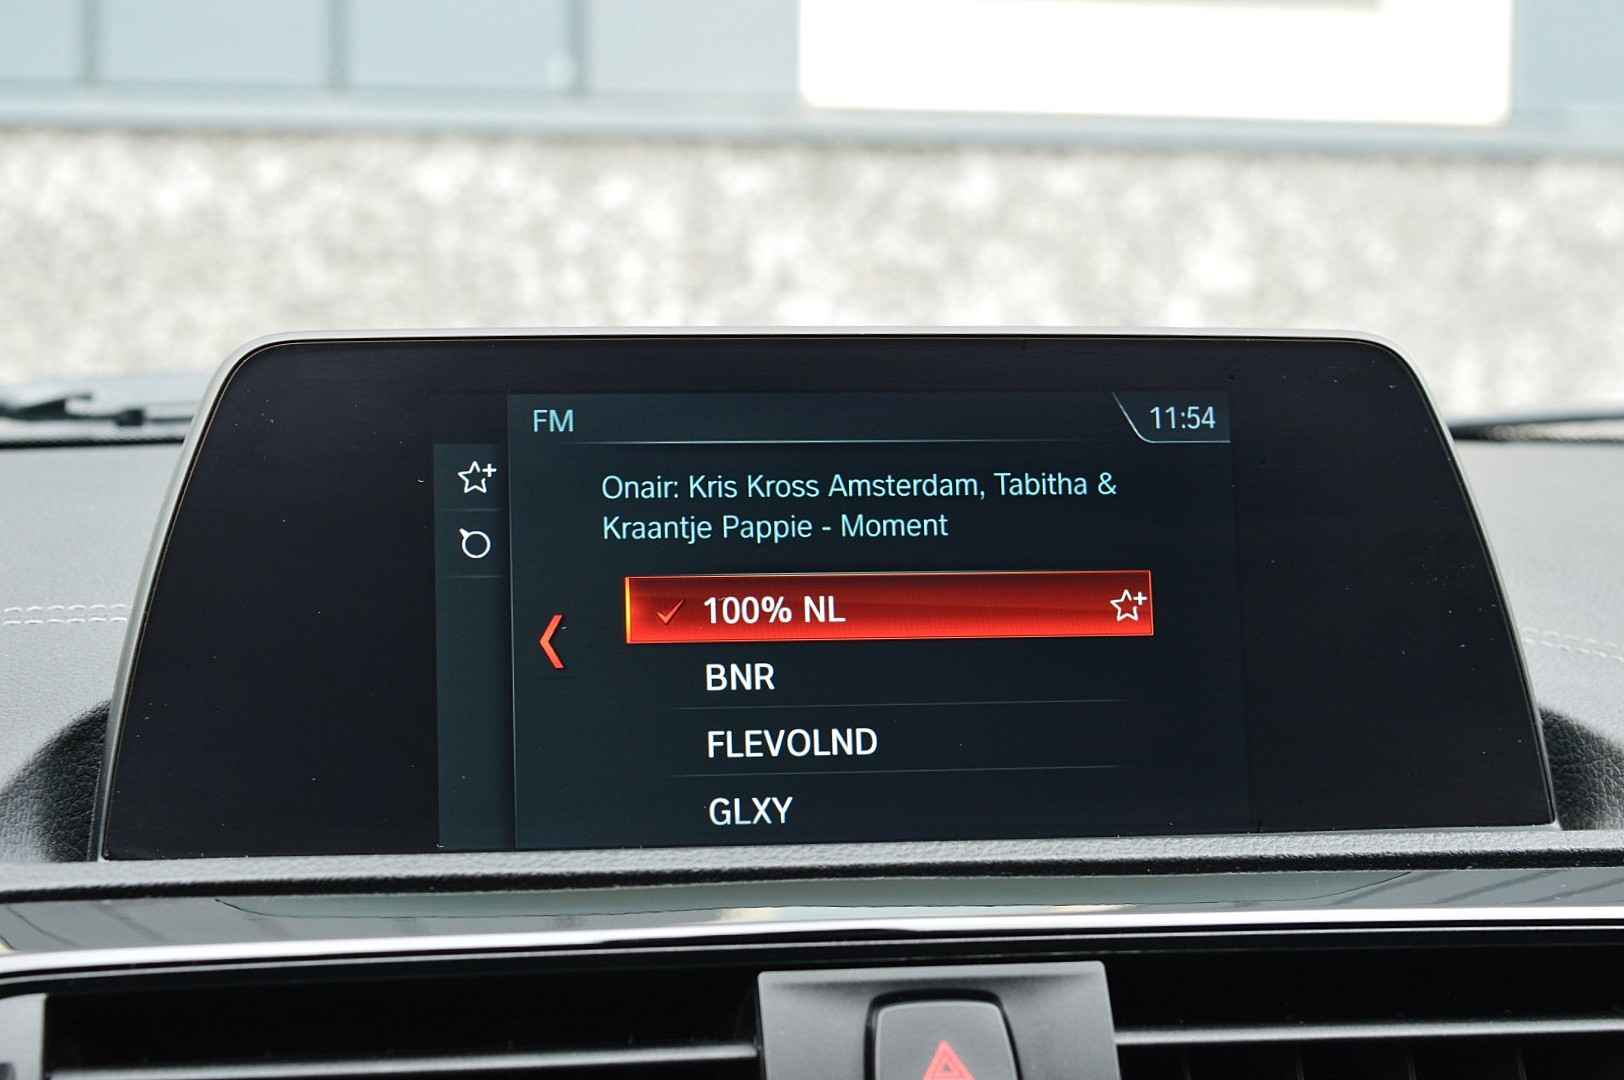 FM
11:54
Onair: Kris Kross Amsterdam, Tabitha &
Kraantje Pappie - Moment
100% NL
BNR
FLEVOLND
GLXY